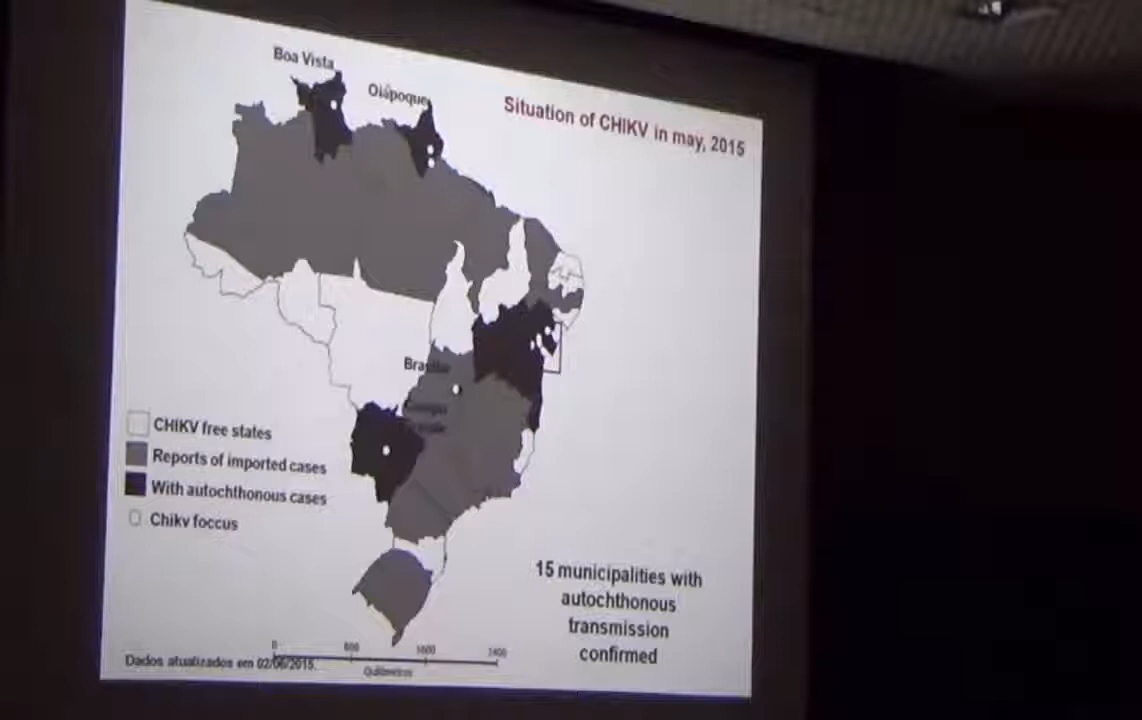 Boa Vista
Oiápoque
Situation of CHIKV in may, 2015
Brasília
CHIKV free states
Reports of imported cases
With autochthonous cases
Chikv foccus
15 municipalities with
autochthonous
transmission
confirmed
0 800 1600 2400
Quilômetros
Dados atualizados em 02/06/2015.